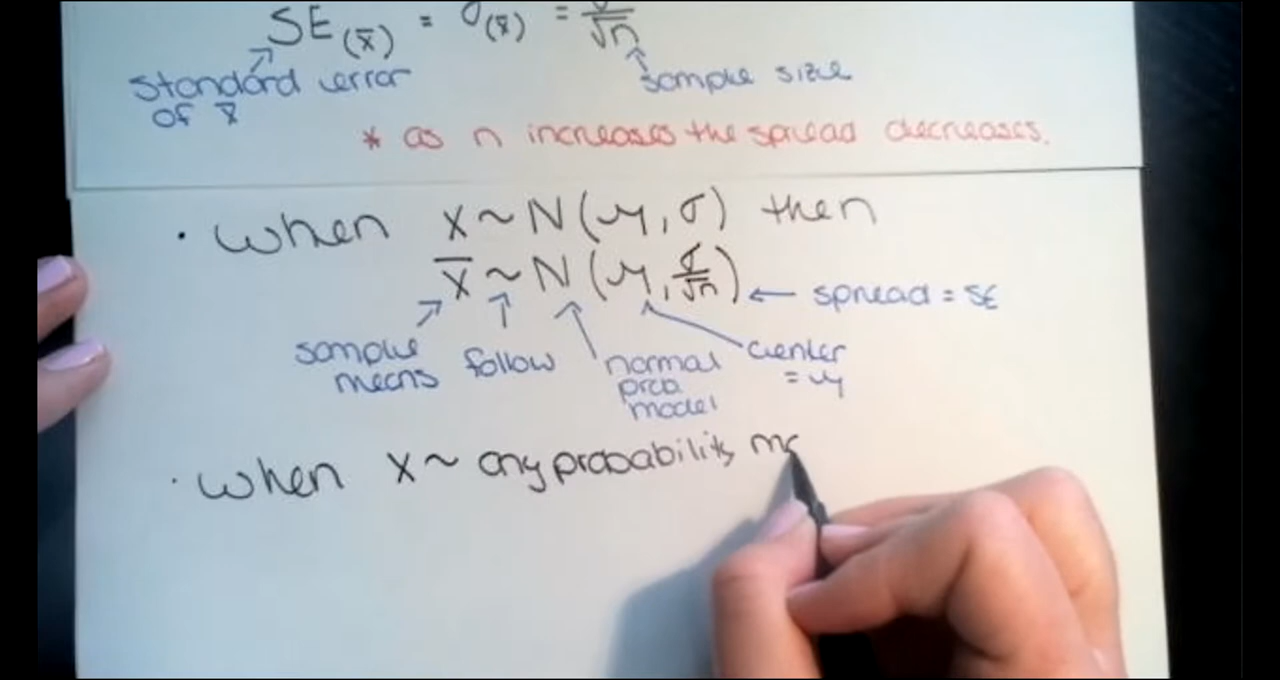 SE(x̄) = σ(x̄) = σ/√n
standard error sample size
of x̄
* as n increases the spread decreases.
· when X ~ N(μ, σ) then
X̄ ~ N(μ, σ/√n) ← spread = SE
sample follow normal center
means prob. = μ
model
· when X ~ any probability mo